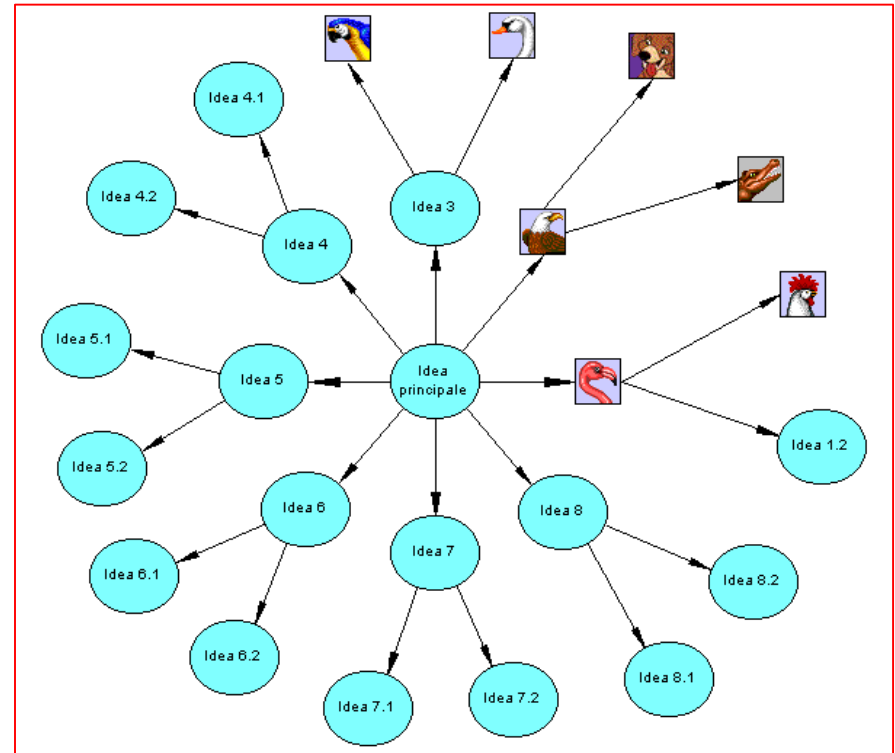 Idea 4.1
Idea 4.2
Idea 3
Idea 4
Idea 5.1
Idea 5
Idea
principale
Idea 1.2
Idea 5.2
Idea 6
Idea 8
Idea 7
Idea 6.1
Idea 8.2
Idea 6.2
Idea 8.1
Idea 7.1
Idea 7.2